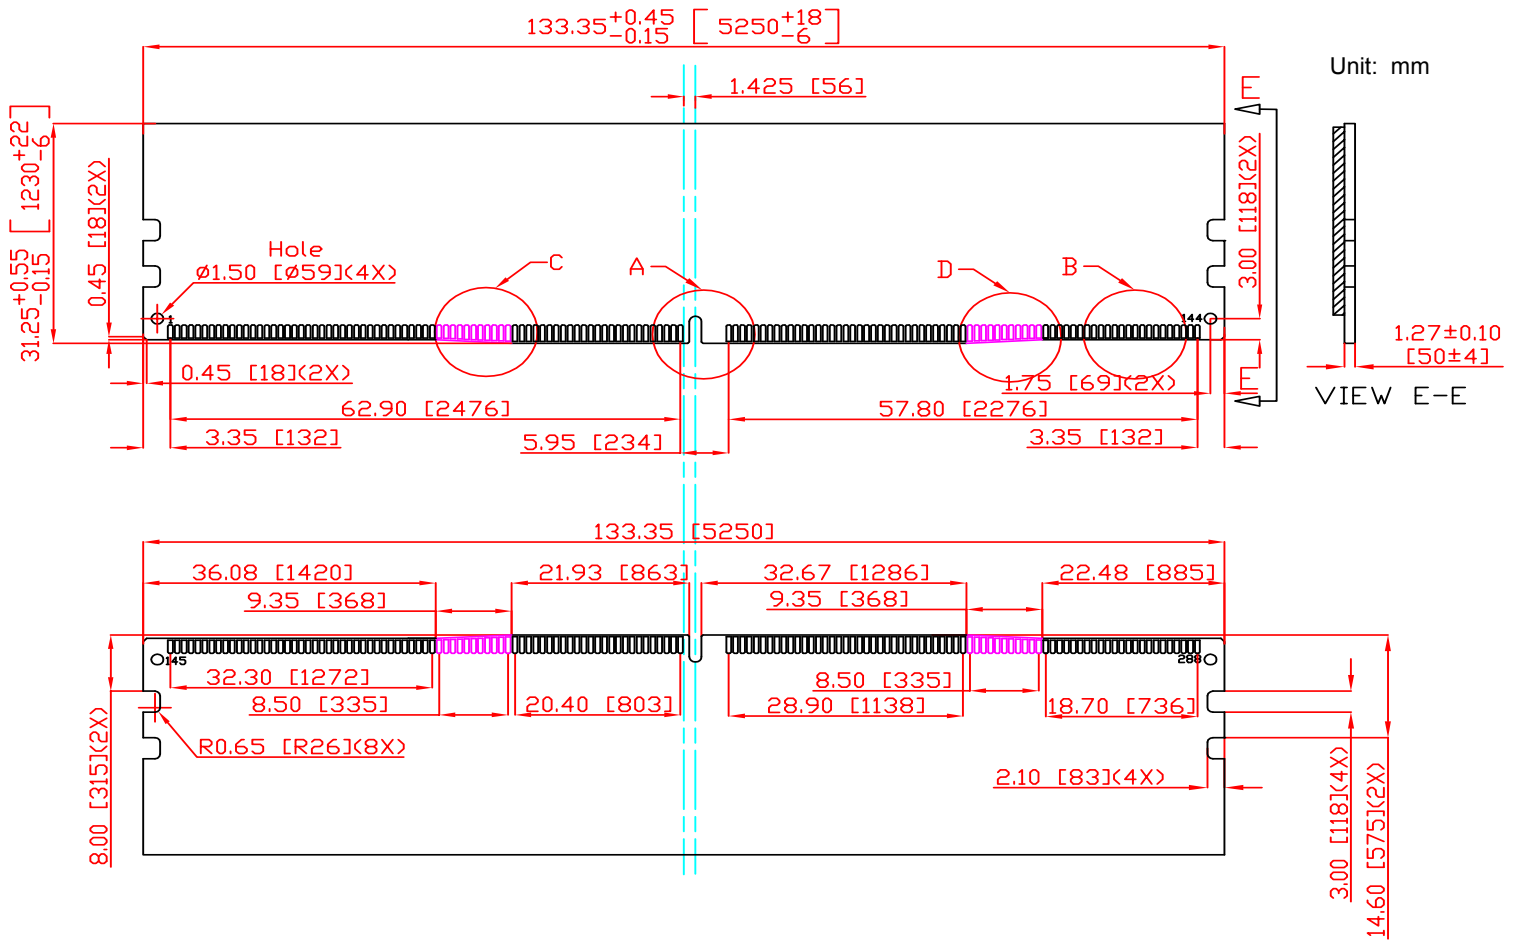 133.35+0.45 -0.15 [ 5250+18 -6 ]
Unit: mm
1.425 [56]
E
31.25+0.55 -0.15 [ 1230+22 -6 ]
0.45 [18](2X)
3.00 [118](2X)
Hole
Ø1.50 [Ø59](4X)
C
A
D
B
1
144
1.27±0.10
[50±4]
0.45 [18](2X)
1.75 [69](2X)
E
VIEW E-E
62.90 [2476]
57.80 [2276]
3.35 [132]
5.95 [234]
3.35 [132]
133.35 [5250]
36.08 [1420]
21.93 [863]
32.67 [1286]
22.48 [885]
9.35 [368]
9.35 [368]
145
288
32.30 [1272]
8.50 [335]
8.50 [335]
20.40 [803]
28.90 [1138]
18.70 [736]
8.00 [315](2X)
R0.65 [R26](8X)
2.10 [83](4X)
3.00 [118](4X)
14.60 [575](2X)